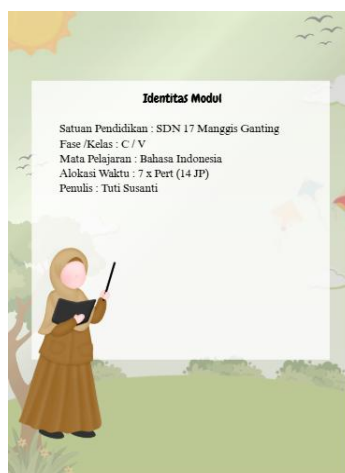 Identitas Modul
Satuan Pendidikan : SDN 17 Manggis Ganting
Fase /Kelas : C / V
Mata Pelajaran : Bahasa Indonesia
Alokasi Waktu : 7 x Pert (14 JP)
Penulis : Tuti Susanti